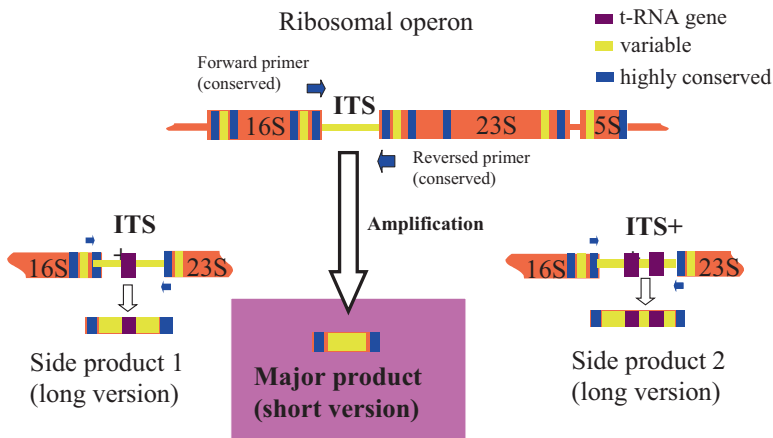 Ribosomal operon
t-RNA gene
variable
highly conserved
Forward primer
(conserved)
ITS
16S
23S
5S
Reversed primer
(conserved)
Amplification
ITS
+
16S
23S
Side product 1
(long version)
Major product
(short version)
ITS+
+
16S
23S
Side product 2
(long version)